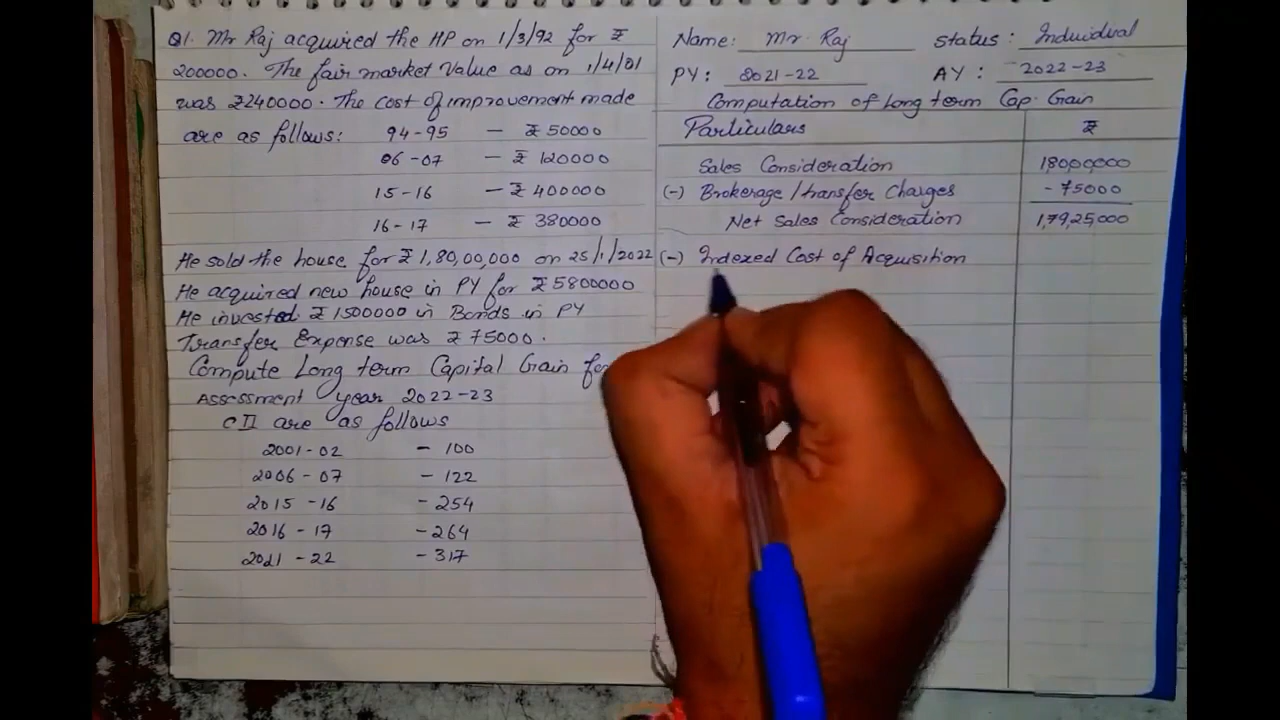 Q1. Mr Raj acquired the HP on 1/3/92 for ₹
200000. The fair market value as on 1/4/01
was ₹240000. The cost of improvement made
are as follows: 94-95 - ₹ 50000
06-07 - ₹ 120000
15-16 - ₹ 400000
16-17 - ₹ 380000
He sold the house for ₹ 1,80,00,000 on 25/1/2022
He acquired new house in PY for ₹ 5800000
He invested ₹ 1500000 in Bonds in PY
Transfer Expense was ₹ 75000.
Compute Long term Capital Gain for
Assessment year 2022-23
CII are as follows
2001-02 - 100
2006-07 - 122
2015-16 - 254
2016-17 - 264
2021-22 - 317
Name: Mr. Raj Status: Individual
PY: 2021-22 AY: 2022-23
Computation of Long term Cap. Gain
Particulars ₹
Sales Consideration 18000000
(-) Brokerage/transfer charges - 75000
Net Sales Consideration 1,79,25,000
(-) Indexed Cost of Acquisition